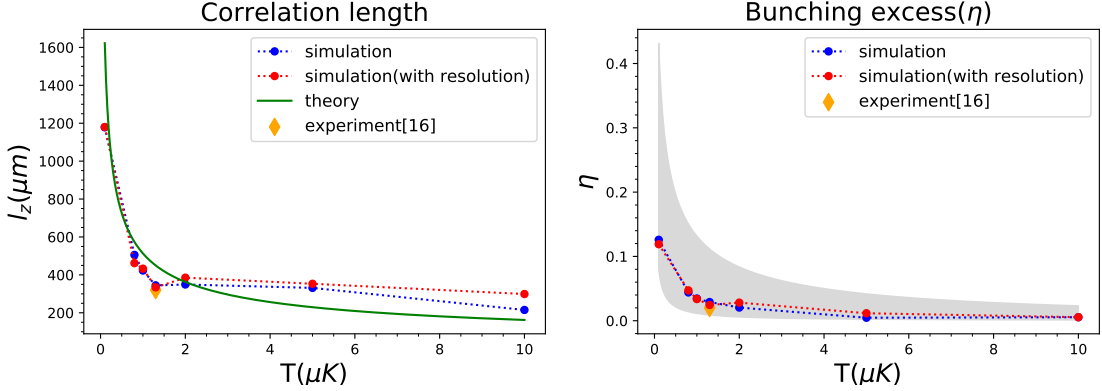 Correlation length
1600
1400
1200
1000
800
600
400
200
l_z(μm)
simulation
simulation(with resolution)
theory
experiment[16]
0 2 4 6 8 10
T(μK)
Bunching excess(η)
0.4
0.3
0.2
0.1
0.0
η
simulation
simulation(with resolution)
experiment[16]
0 2 4 6 8 10
T(μK)